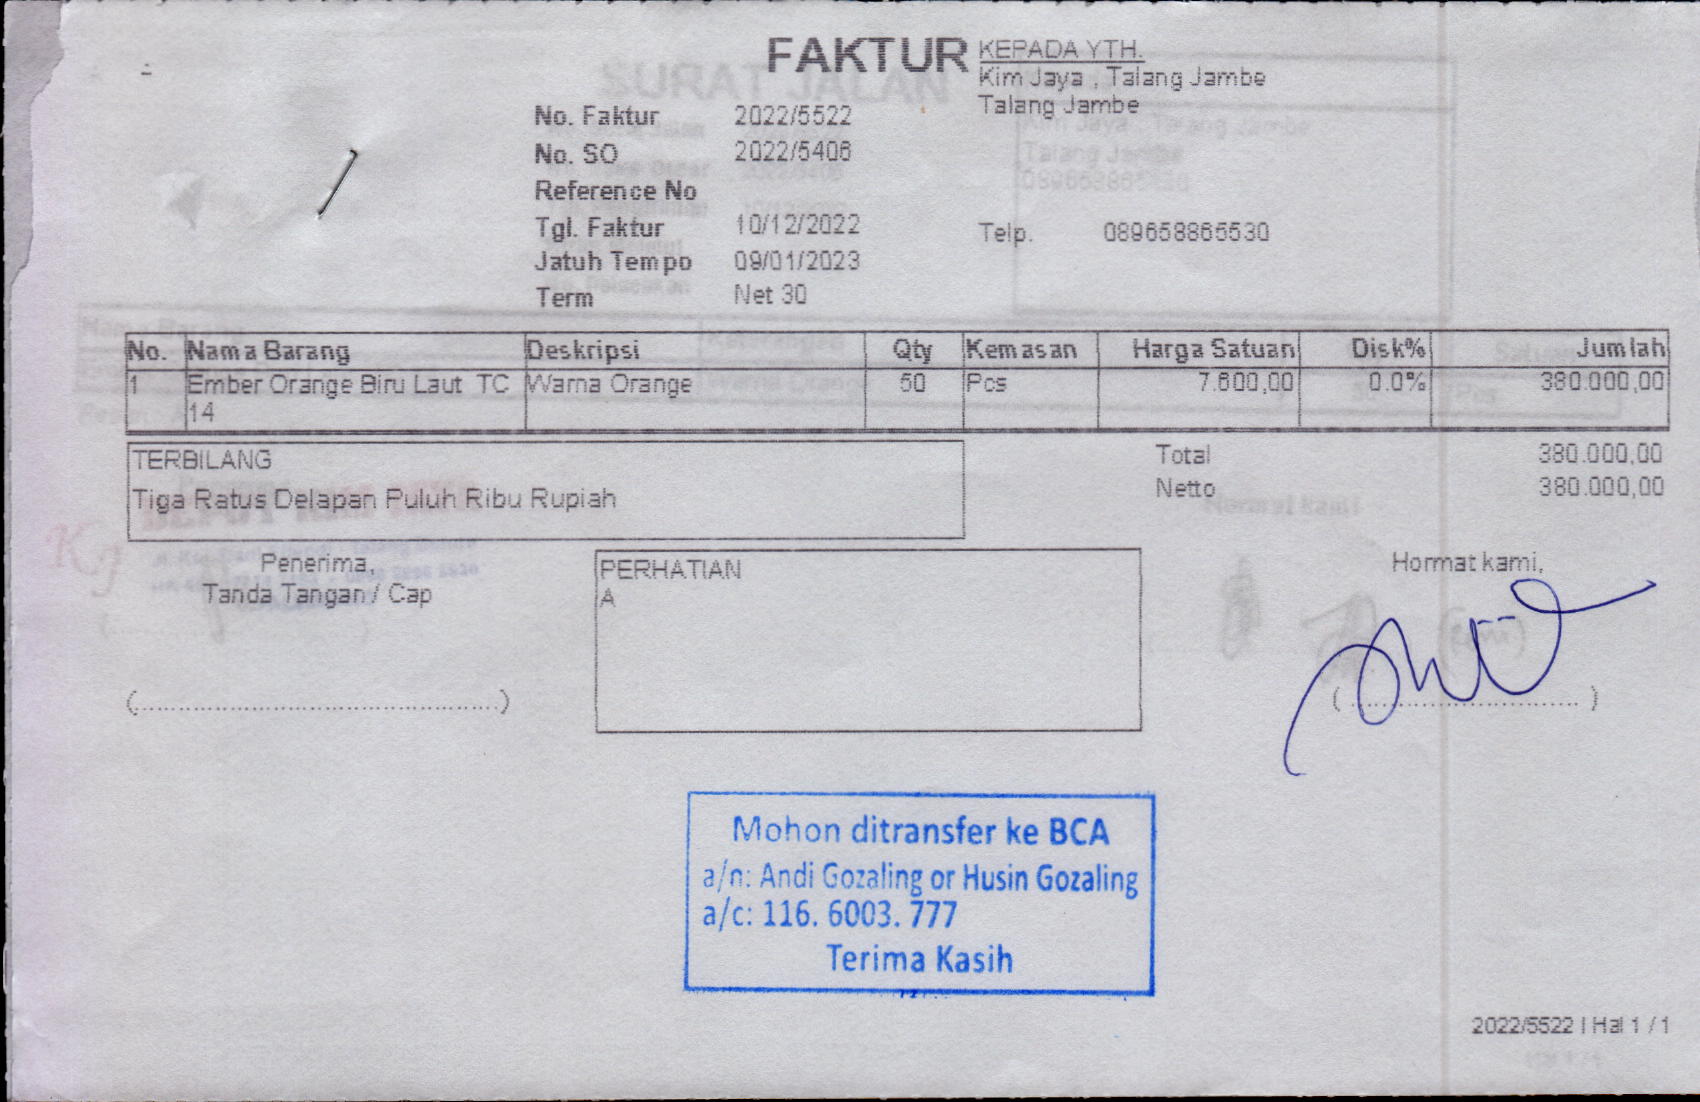 FAKTUR
KEPADA YTH.
Kim Jaya , Talang Jambe
Talang Jambe
No. Faktur 2022/5522
No. SO 2022/5406
Reference No
Tgl. Faktur 10/12/2022
Telp. 089658865530
Jatuh Tempo 09/01/2023
Term Net 30
No. Nama Barang Deskripsi Qty Kemasan Harga Satuan Disk% Jumlah
1 Ember Orange Biru Laut TC Warna Orange 50 Pcs 7.600,00 0.0% 380.000,00
14
TERBILANG
Tiga Ratus Delapan Puluh Ribu Rupiah
Total 380.000,00
Netto 380.000,00
Penerima,
Tanda Tangan / Cap
PERHATIAN
A
Hormat kami,
Mohon ditransfer ke BCA
a/n: Andi Gozaling or Husin Gozaling
a/c: 116. 6003. 777
Terima Kasih
2022/5522 | Hal 1 / 1
SURAT JALAN